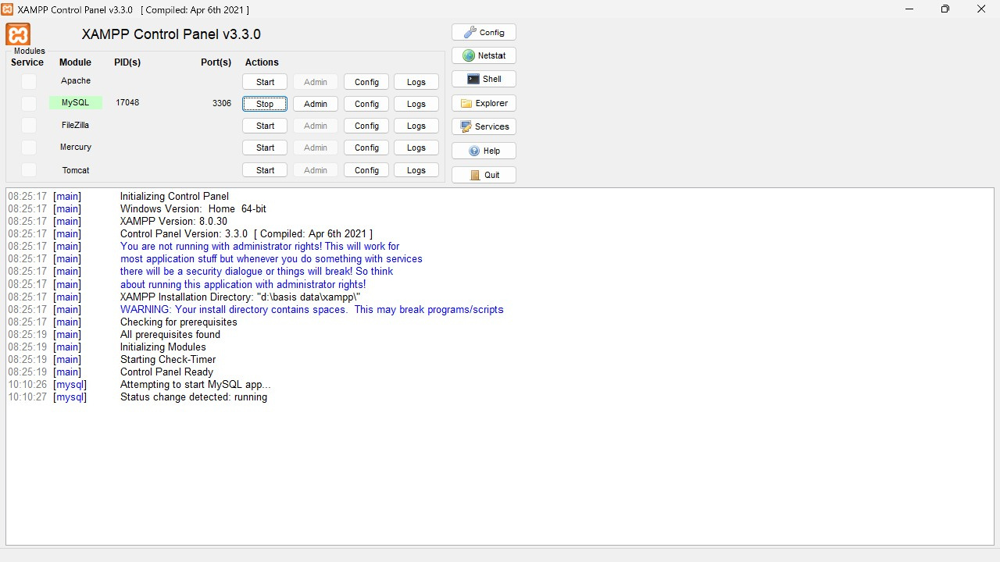 XAMPP Control Panel v3.3.0 [ Compiled: Apr 6th 2021 ]
XAMPP Control Panel v3.3.0
Modules
Service Module PID(s) Port(s) Actions
Apache Start Admin Config Logs
MySQL 17048 3306 Stop Admin Config Logs
FileZilla Start Admin Config Logs
Mercury Start Admin Config Logs
Tomcat Start Admin Config Logs
Config
Netstat
Shell
Explorer
Services
Help
Quit
08:25:17 [main] Initializing Control Panel
08:25:17 [main] Windows Version: Home 64-bit
08:25:17 [main] XAMPP Version: 8.0.30
08:25:17 [main] Control Panel Version: 3.3.0 [ Compiled: Apr 6th 2021 ]
08:25:17 [main] You are not running with administrator rights! This will work for
08:25:17 [main] most application stuff but whenever you do something with services
08:25:17 [main] there will be a security dialogue or things will break! So think
08:25:17 [main] about running this application with administrator rights!
08:25:17 [main] XAMPP Installation Directory: "d:\basis data\xampp\"
08:25:17 [main] WARNING: Your install directory contains spaces. This may break programs/scripts
08:25:17 [main] Checking for prerequisites
08:25:19 [main] All prerequisites found
08:25:19 [main] Initializing Modules
08:25:19 [main] Starting Check-Timer
08:25:19 [main] Control Panel Ready
10:10:26 [mysql] Attempting to start MySQL app...
10:10:27 [mysql] Status change detected: running